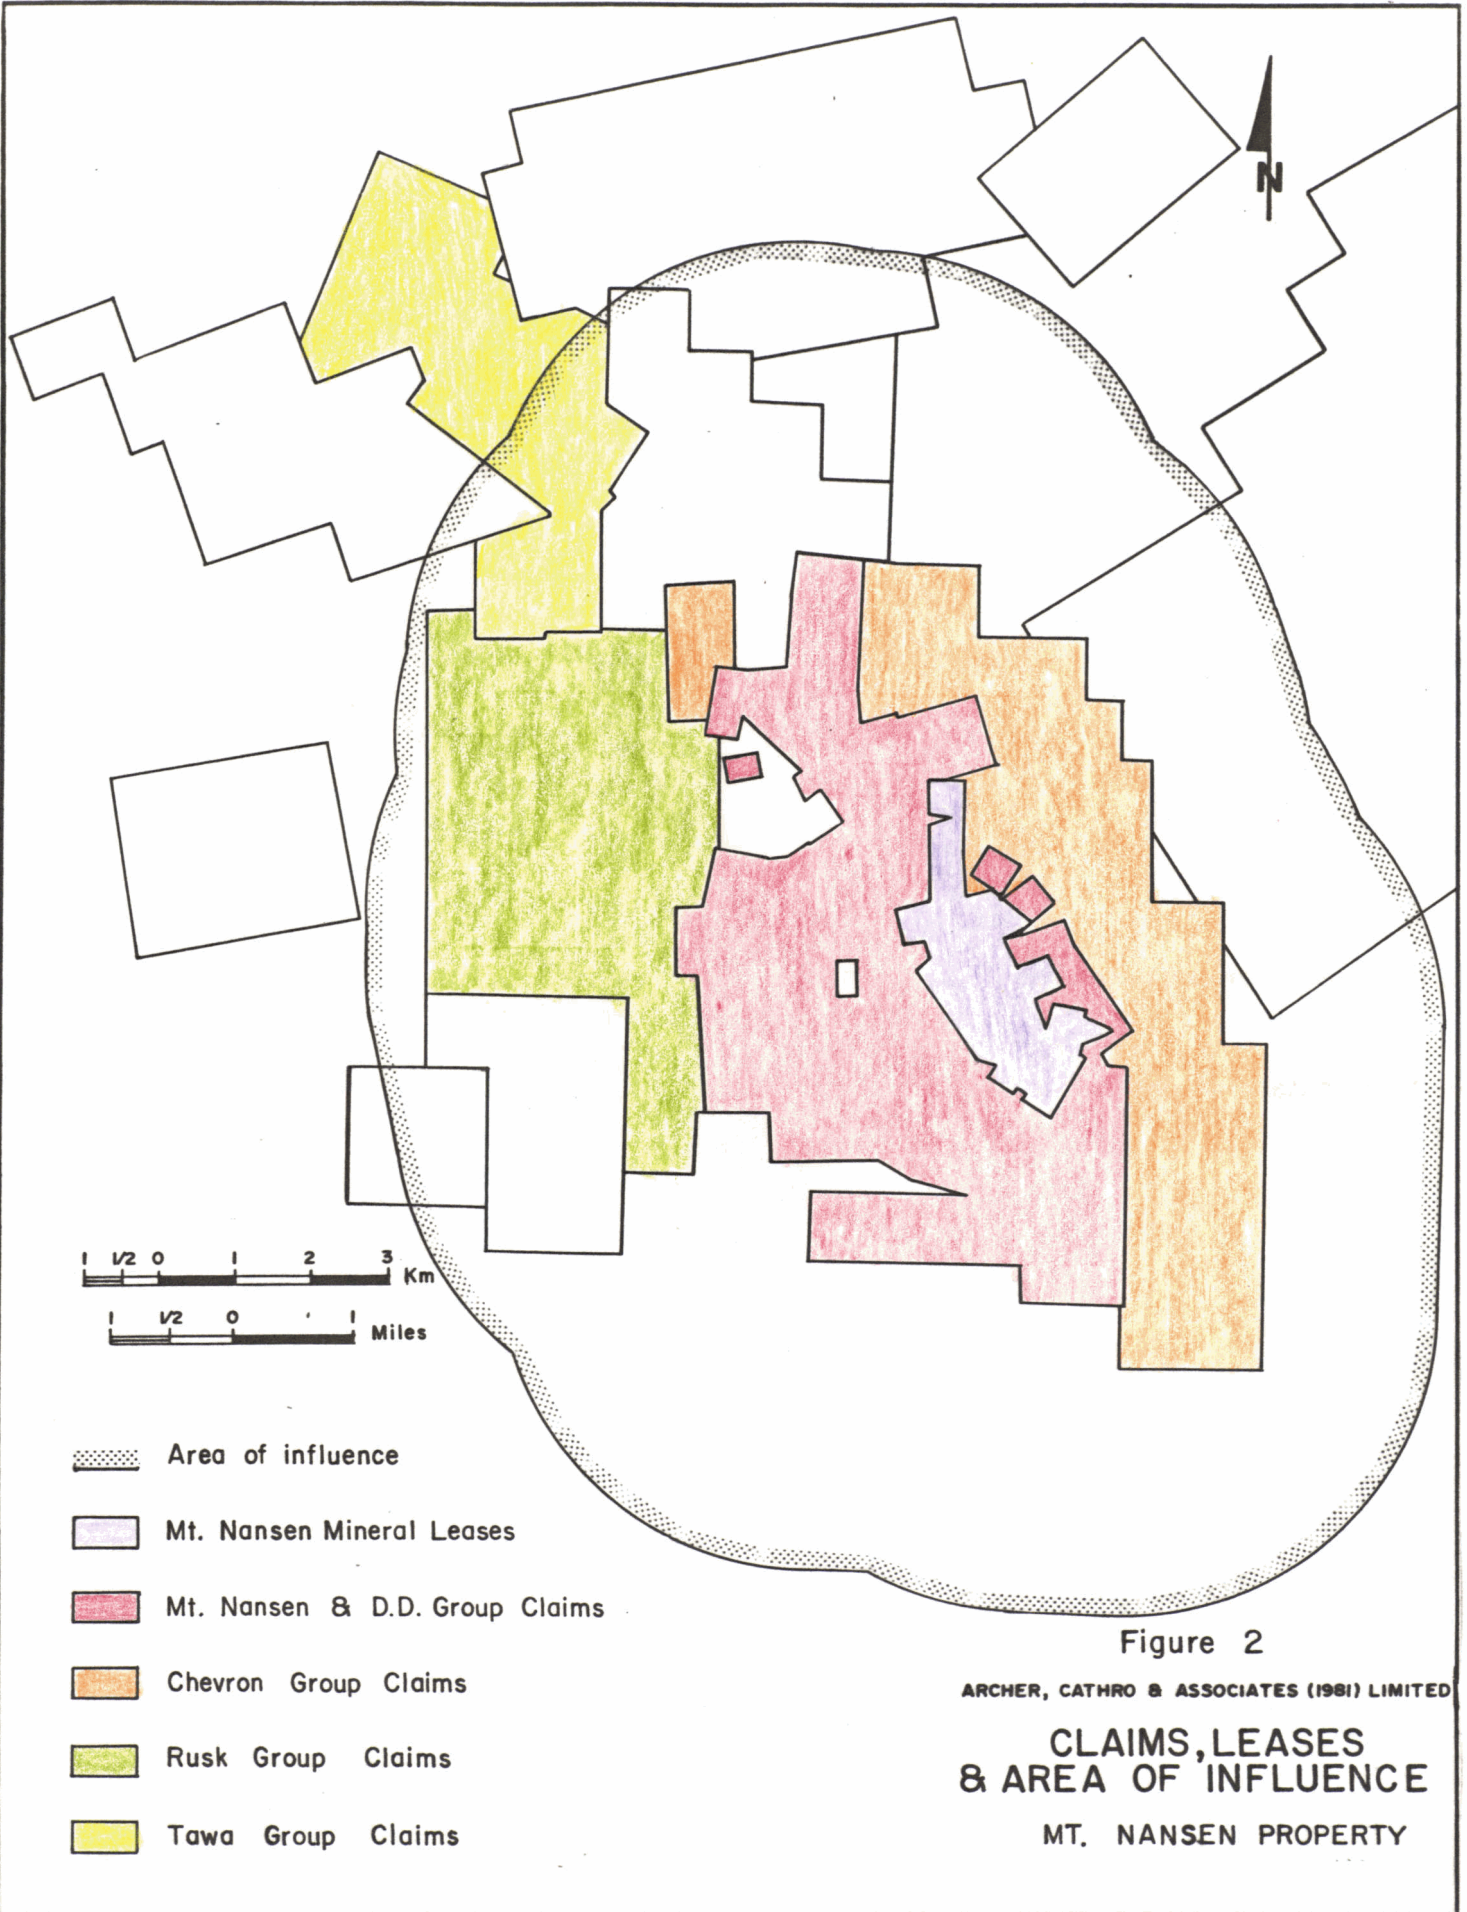 N
1 1/2 0 1 2 3 Km
1 1/2 0 1 Miles
Area of influence
Mt. Nansen Mineral Leases
Mt. Nansen & D.D. Group Claims
Chevron Group Claims
Rusk Group Claims
Tawa Group Claims
Figure 2
ARCHER, CATHRO & ASSOCIATES (1981) LIMITED
CLAIMS, LEASES
& AREA OF INFLUENCE
MT. NANSEN PROPERTY